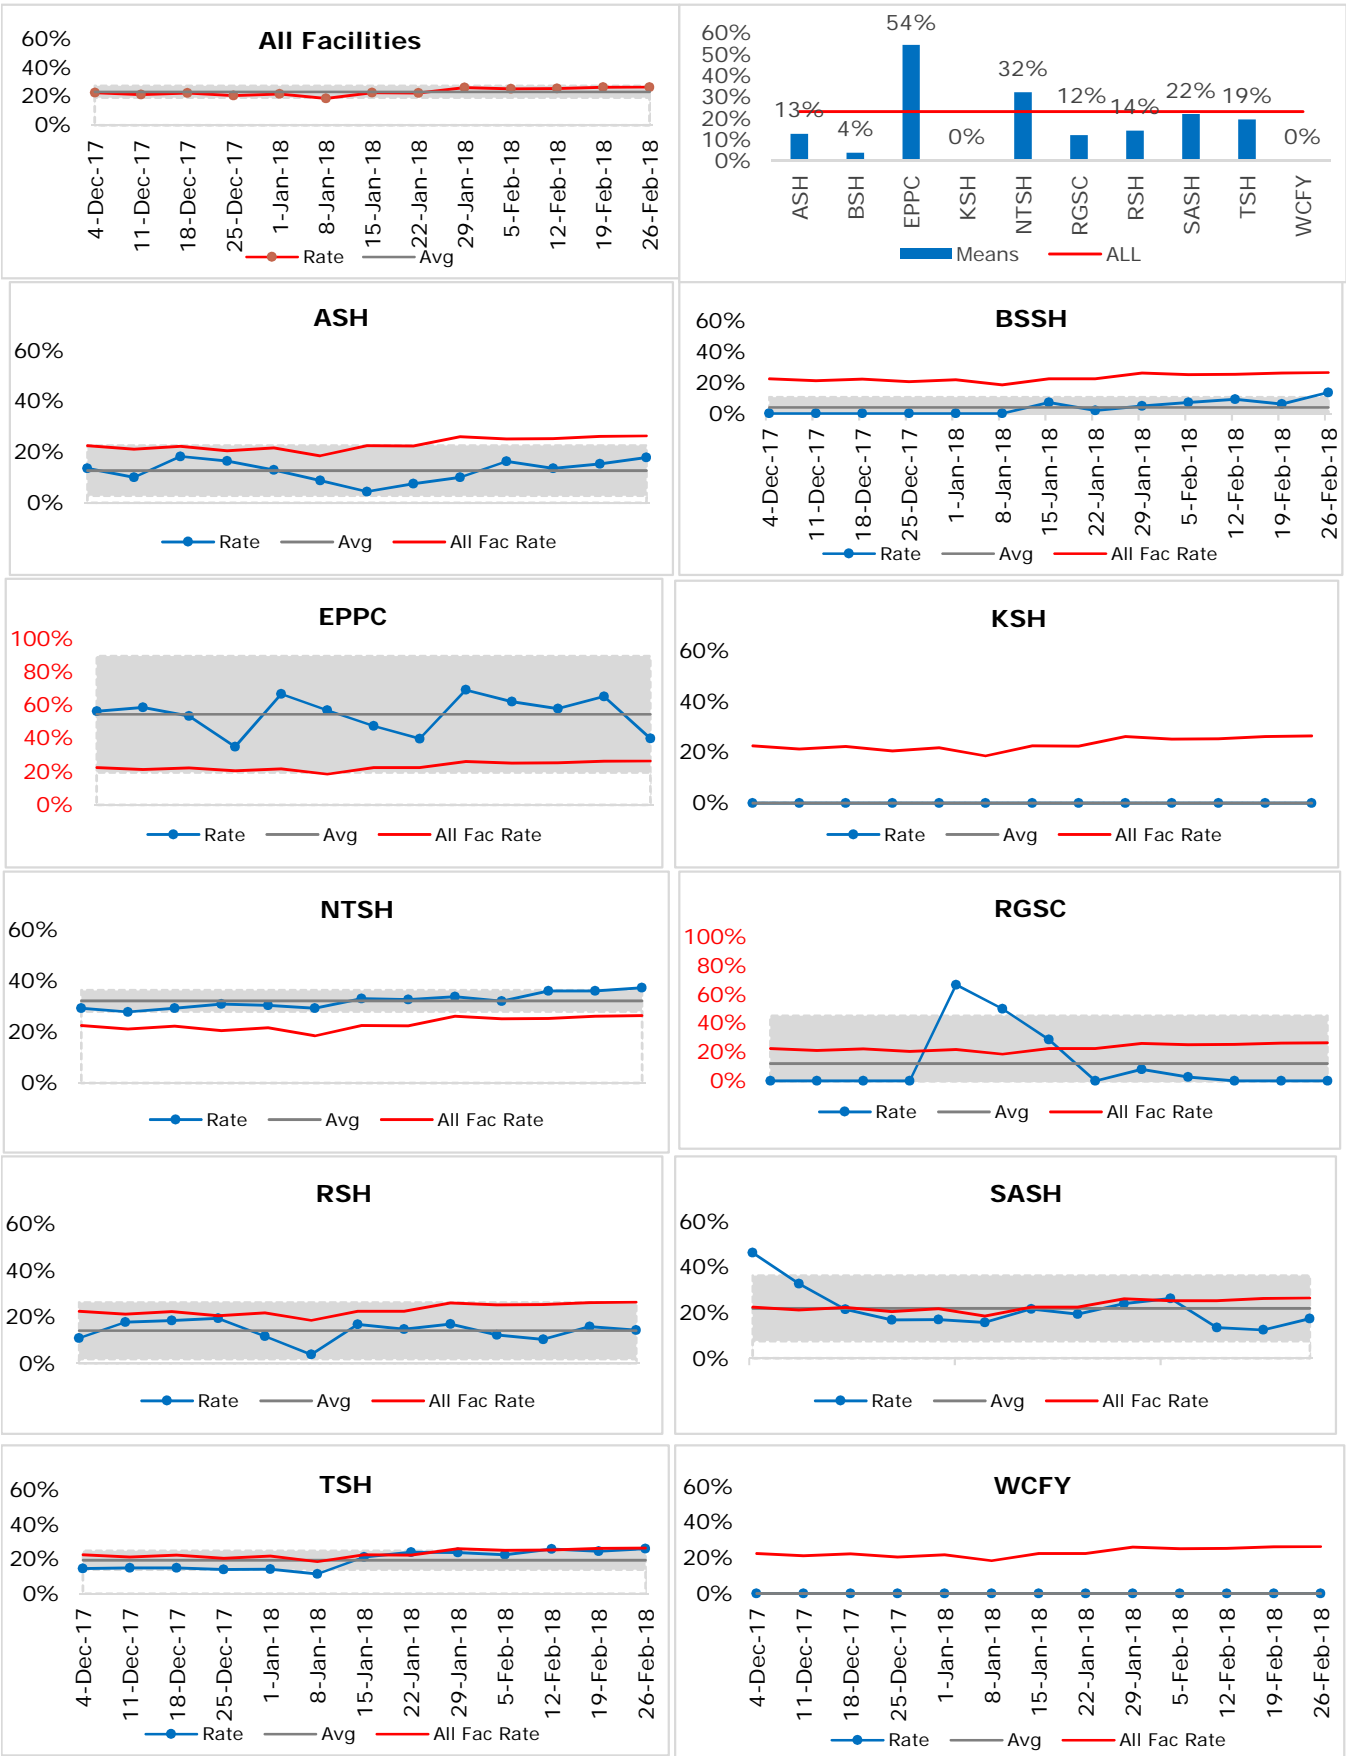 All Facilities
60%
40%
20%
0%
4-Dec-17
11-Dec-17
18-Dec-17
25-Dec-17
1-Jan-18
8-Jan-18
15-Jan-18
22-Jan-18
29-Jan-18
5-Feb-18
12-Feb-18
19-Feb-18
26-Feb-18
Rate Avg
60%
50%
40%
30%
20%
10%
0%
13%
4%
54%
0%
32%
12%
14%
22%
19%
0%
ASH
BSH
EPPC
KSH
NTSH
RGSC
RSH
SASH
TSH
WCFY
Means ALL
ASH
60%
40%
20%
0%
Rate Avg All Fac Rate
BSSH
60%
40%
20%
0%
4-Dec-17
11-Dec-17
18-Dec-17
25-Dec-17
1-Jan-18
8-Jan-18
15-Jan-18
22-Jan-18
29-Jan-18
5-Feb-18
12-Feb-18
19-Feb-18
26-Feb-18
Rate Avg All Fac Rate
EPPC
100%
80%
60%
40%
20%
0%
Rate Avg All Fac Rate
KSH
60%
40%
20%
0%
Rate Avg All Fac Rate
NTSH
60%
40%
20%
0%
Rate Avg All Fac Rate
RGSC
100%
80%
60%
40%
20%
0%
Rate Avg All Fac Rate
RSH
60%
40%
20%
0%
Rate Avg All Fac Rate
SASH
60%
40%
20%
0%
Rate Avg All Fac Rate
TSH
60%
40%
20%
0%
4-Dec-17
11-Dec-17
18-Dec-17
25-Dec-17
1-Jan-18
8-Jan-18
15-Jan-18
22-Jan-18
29-Jan-18
5-Feb-18
12-Feb-18
19-Feb-18
26-Feb-18
Rate Avg All Fac Rate
WCFY
60%
40%
20%
0%
4-Dec-17
11-Dec-17
18-Dec-17
25-Dec-17
1-Jan-18
8-Jan-18
15-Jan-18
22-Jan-18
29-Jan-18
5-Feb-18
12-Feb-18
19-Feb-18
26-Feb-18
Rate Avg All Fac Rate